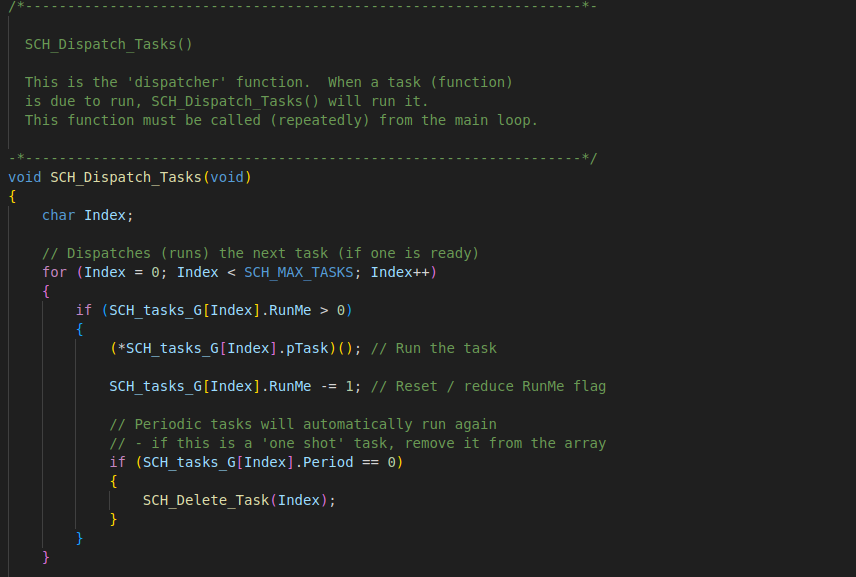 /*------------------------------------------------------------------*-
SCH_Dispatch_Tasks()
This is the 'dispatcher' function.  When a task (function)
is due to run, SCH_Dispatch_Tasks() will run it.
This function must be called (repeatedly) from the main loop.
-*------------------------------------------------------------------*/
void SCH_Dispatch_Tasks(void)
{
    char Index;
    // Dispatches (runs) the next task (if one is ready)
    for (Index = 0; Index < SCH_MAX_TASKS; Index++)
    {
        if (SCH_tasks_G[Index].RunMe > 0)
        {
            (*SCH_tasks_G[Index].pTask)(); // Run the task
            SCH_tasks_G[Index].RunMe -= 1; // Reset / reduce RunMe flag
            // Periodic tasks will automatically run again
            // - if this is a 'one shot' task, remove it from the array
            if (SCH_tasks_G[Index].Period == 0)
            {
                SCH_Delete_Task(Index);
            }
        }
    }